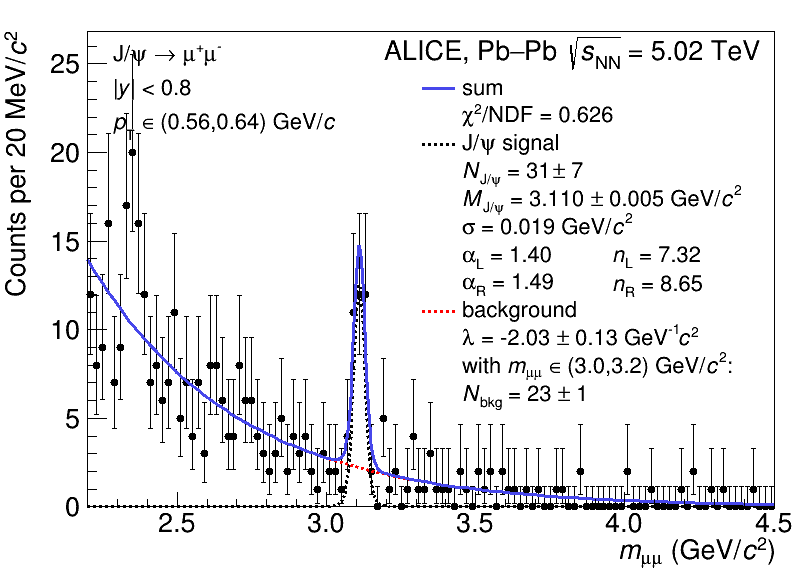 ALICE, Pb–Pb √sNN = 5.02 TeV
J/ψ → μ+μ-
|y| < 0.8
p ∈ (0.56,0.64) GeV/c
sum
χ2/NDF = 0.626
J/ψ signal
NJ/ψ = 31 ± 7
MJ/ψ = 3.110 ± 0.005 GeV/c2
σ = 0.019 GeV/c2
αL = 1.40 nL = 7.32
αR = 1.49 nR = 8.65
background
λ = -2.03 ± 0.13 GeV-1c2
with mμμ ∈ (3.0,3.2) GeV/c2:
Nbkg = 23 ± 1
Counts per 20 MeV/c2
25
20
15
10
5
0
2.5 3.0 3.5 4.0 4.5
mμμ (GeV/c2)